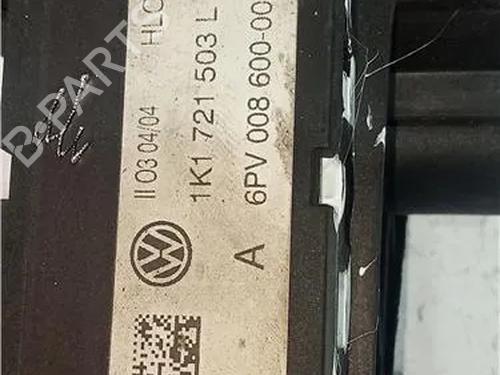 II 03 04/04 HLO
1K1 721 503 L
6PV 008 600-00
A
B-PARTS